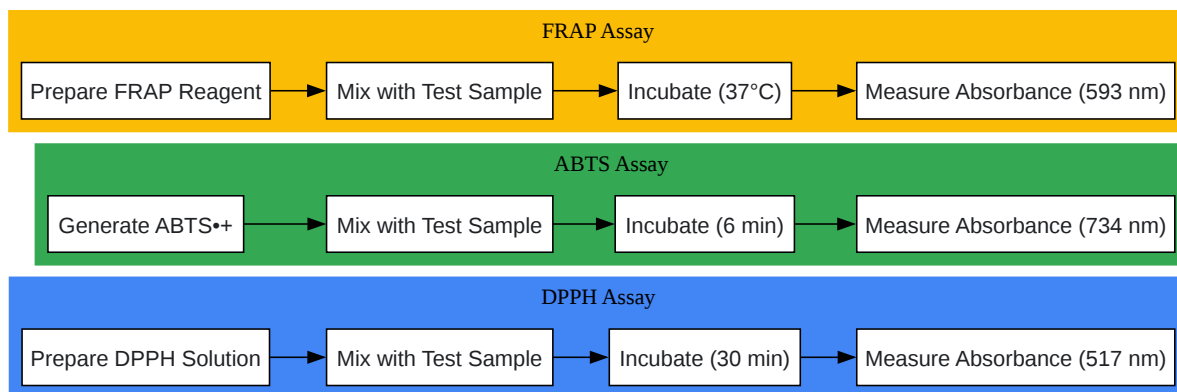 FRAP Assay
Prepare FRAP Reagent
Mix with Test Sample
Incubate (37°C)
Measure Absorbance (593 nm)
ABTS Assay
Generate ABTS•+
Mix with Test Sample
Incubate (6 min)
Measure Absorbance (734 nm)
DPPH Assay
Prepare DPPH Solution
Mix with Test Sample
Incubate (30 min)
Measure Absorbance (517 nm)